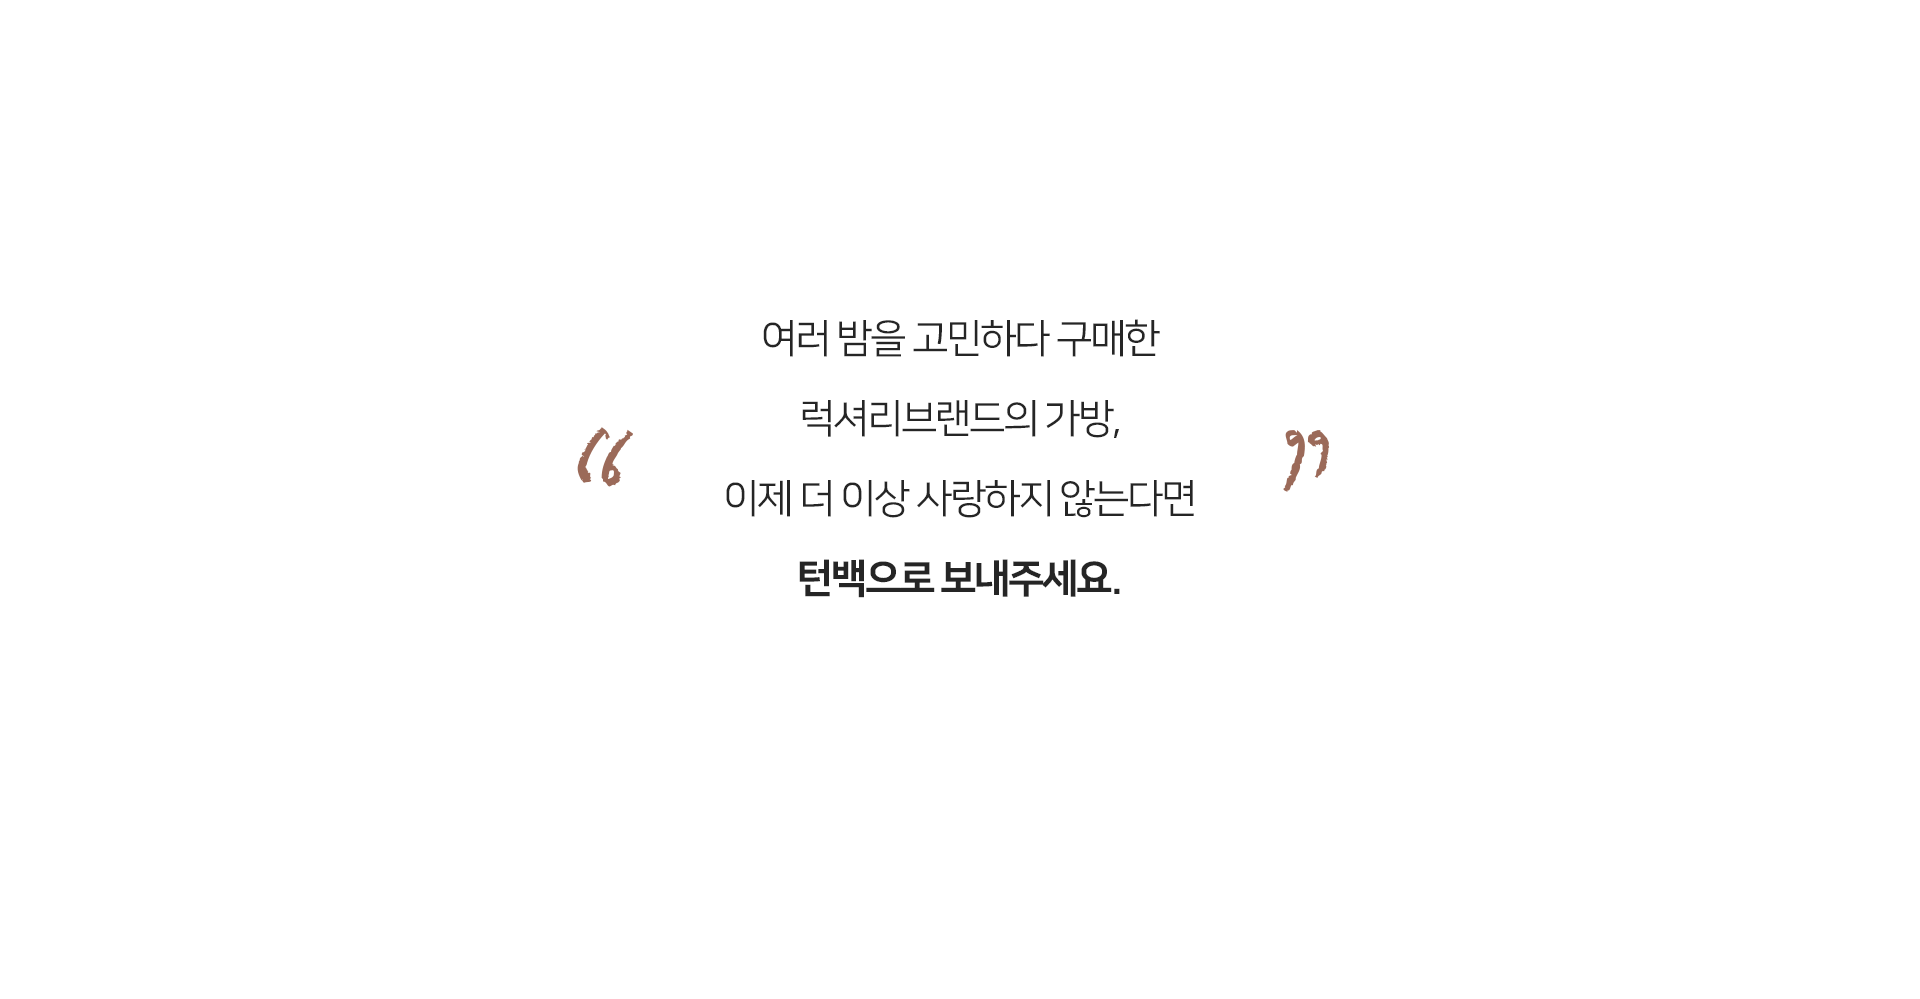 여러 밤을 고민하다 구매한
럭셔리브랜드의 가방,
“ ”
이제 더 이상 사랑하지 않는다면
턴백으로 보내주세요.